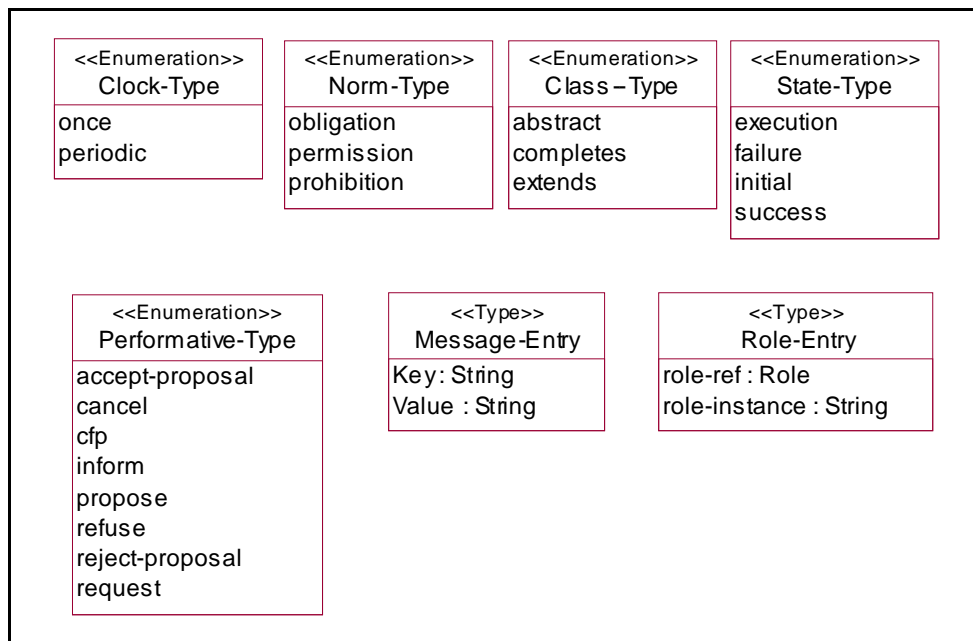 <<Enumeration>>
Clock-Type
once
periodic
<<Enumeration>>
Norm-Type
obligation
permission
prohibition
<<Enumeration>>
Class–Type
abstract
completes
extends
<<Enumeration>>
State-Type
execution
failure
initial
success
<<Enumeration>>
Performative-Type
accept-proposal
cancel
cfp
inform
propose
refuse
reject-proposal
request
<<Type>>
Message-Entry
Key: String
Value : String
<<Type>>
Role-Entry
role-ref : Role
role-instance : String